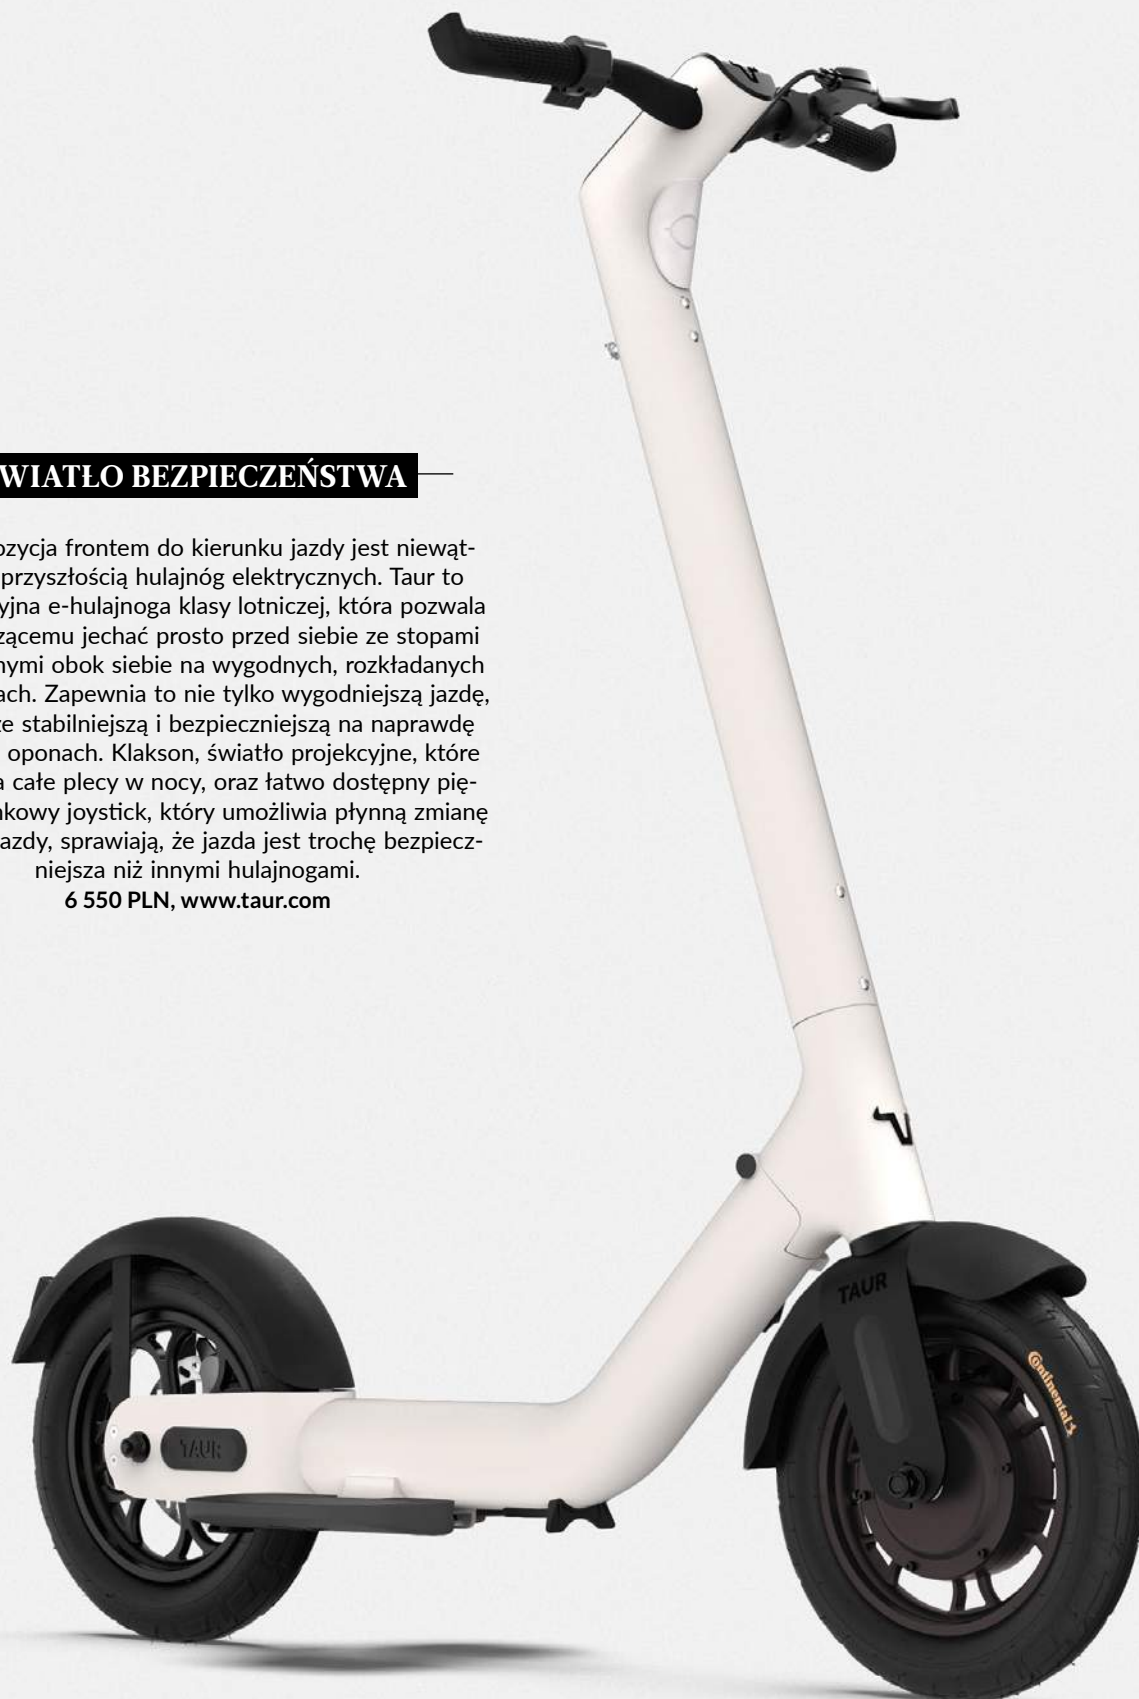 WIATŁO BEZPIECZEŃSTWA
ozycja frontem do kierunku jazdy jest niewąt-
przyszłością hulajnóg elektrycznych. Taur to
yjna e-hulajnoga klasy lotniczej, która pozwala
zącemu jechać prosto przed siebie ze stopami
nymi obok siebie na wygodnych, rozkładanych
ach. Zapewnia to nie tylko wygodniejszą jazdę,
że stabilniejszą i bezpieczniejszą na naprawdę
oponach. Klakson, światło projekcyjne, które
a całe plecy w nocy, oraz łatwo dostępny pię-
nkowy joystick, który umożliwia płynną zmianę
azdy, sprawiają, że jazda jest trochę bezpiecz-
niejsza niż innymi hulajnogami.
6 550 PLN, www.taur.com
TAUR
Continental
TAUR